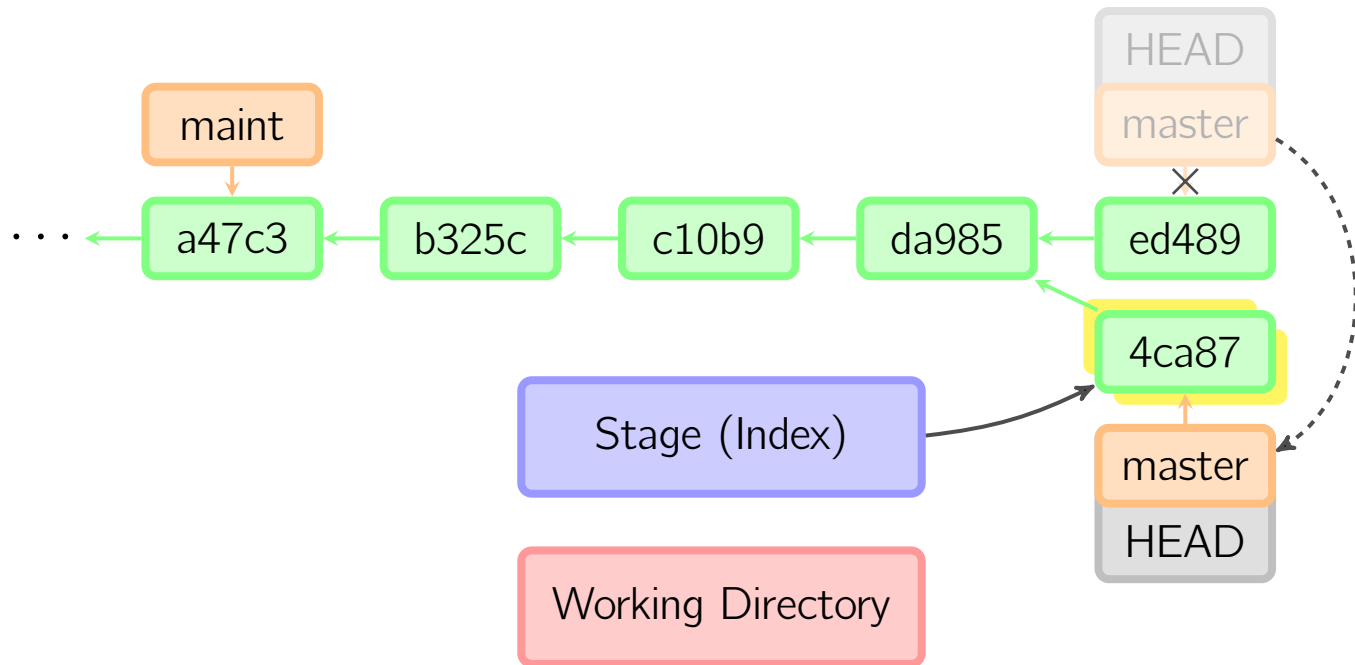 HEAD
maint
master
...
a47c3
b325c
c10b9
da985
ed489
4ca87
Stage (Index)
master
HEAD
Working Directory